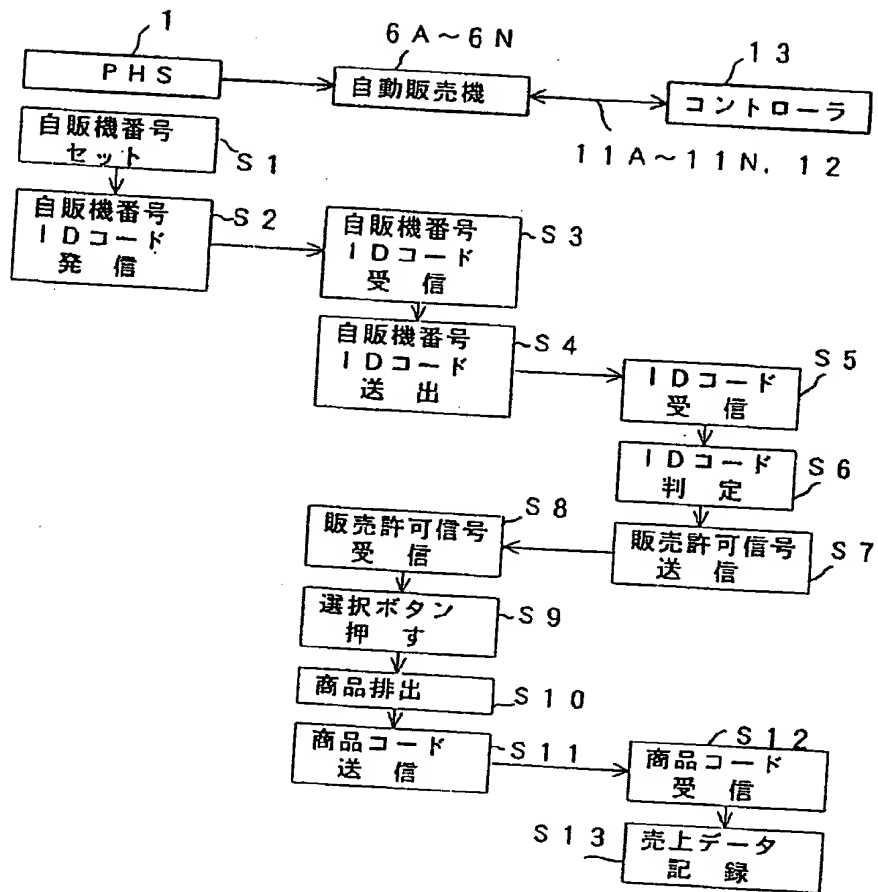 1
PHS
6A～6N
自動販売機
13
コントローラ
11A～11N, 12
自販機番号
セット
S1
自販機番号
IDコード
発信
S2
自販機番号
IDコード
受信
S3
自販機番号
IDコード
送出
S4
IDコード
受信
S5
IDコード
判定
S6
販売許可信号
送信
S7
販売許可信号
受信
S8
選択ボタン
押す
S9
商品排出
S10
商品コード
送信
S11
商品コード
受信
S12
売上データ
記録
S13